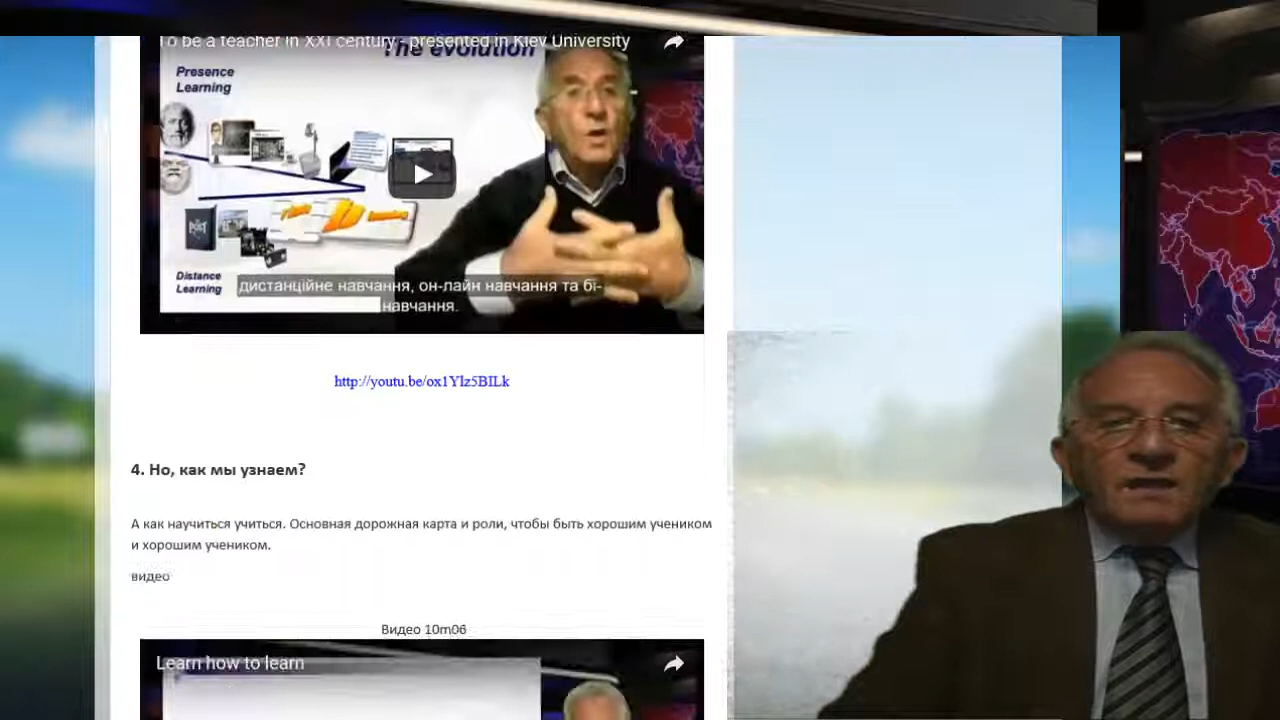 To be a teacher in XXI century - presented in Kiev University
The evolution
Presence
Learning
POST
Distance
Learning
дистанційне навчання, он-лайн навчання та бі-
навчання.
http://youtu.be/ox1YIz5BILk
4. Но, как мы узнаем?
А как научиться учиться. Основная дорожная карта и роли, чтобы быть хорошим учеником
и хорошим учеником.
видео
Видео 10m06
Learn how to learn